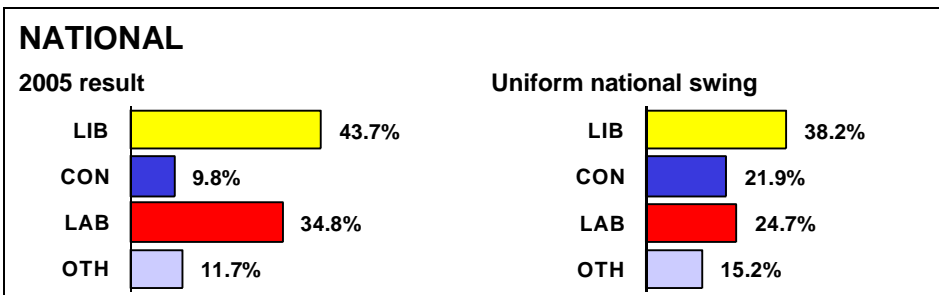 NATIONAL
2005 result
LIB 43.7%
CON 9.8%
LAB 34.8%
OTH 11.7%
Uniform national swing
LIB 38.2%
CON 21.9%
LAB 24.7%
OTH 15.2%